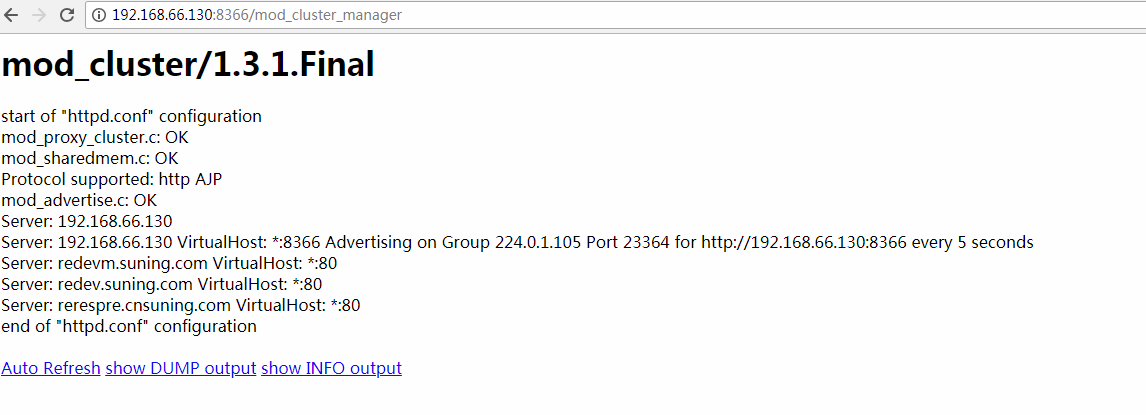 192.168.66.130:8366/mod_cluster_manager
mod_cluster/1.3.1.Final
start of "httpd.conf" configuration
mod_proxy_cluster.c: OK
mod_sharedmem.c: OK
Protocol supported: http AJP
mod_advertise.c: OK
Server: 192.168.66.130
Server: 192.168.66.130 VirtualHost: *:8366 Advertising on Group 224.0.1.105 Port 23364 for http://192.168.66.130:8366 every 5 seconds
Server: redevm.suning.com VirtualHost: *:80
Server: redev.suning.com VirtualHost: *:80
Server: rerespre.cnsuning.com VirtualHost: *:80
end of "httpd.conf" configuration
Auto Refresh show DUMP output show INFO output